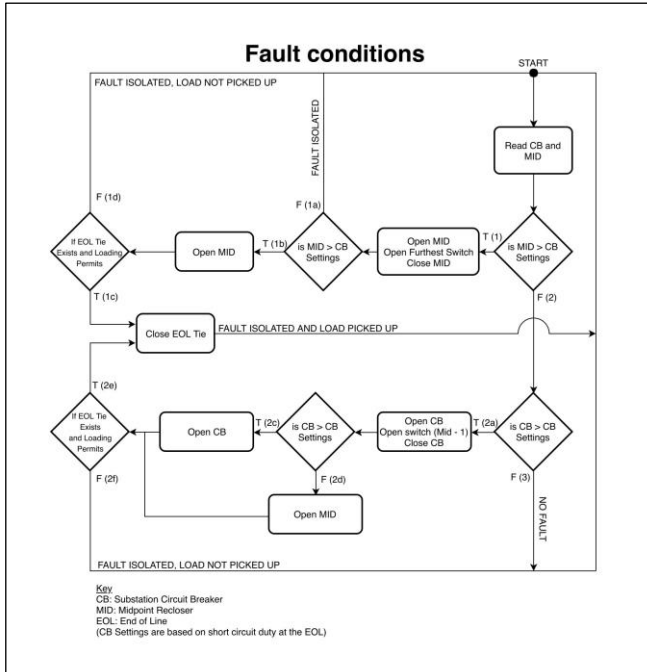 Fault conditions
START
FAULT ISOLATED, LOAD NOT PICKED UP
FAULT ISOLATED
Read CB and
MID
F (1d)
F (1a)
If EOL Tie
Exists and Loading
Permits
Open MID
T (1b)
is MID > CB
Settings
Open MID
Open Furthest Switch
Close MID
T (1)
is MID > CB
Settings
T (1c)
F (2)
Close EOL Tie
FAULT ISOLATED AND LOAD PICKED UP
T (2e)
If EOL Tie
Exists
and Loading
Permits
Open CB
T (2c)
is CB > CB
Settings
Open CB
Open switch (Mid - 1)
Close CB
T (2a)
is CB > CB
Settings
F (2f)
F (2d)
F (3)
Open MID
NO FAULT
FAULT ISOLATED, LOAD NOT PICKED UP
Key
CB: Substation Circuit Breaker
MID: Midpoint Recloser
EOL: End of Line
(CB Settings are based on short circuit duty at the EOL)